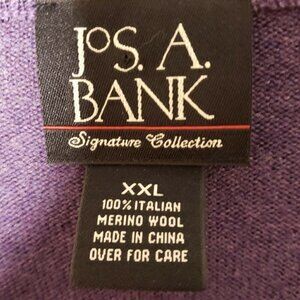 JOS. A.
BANK
Signature Collection
XXL
100% ITALIAN
MERINO WOOL
MADE IN CHINA
OVER FOR CARE